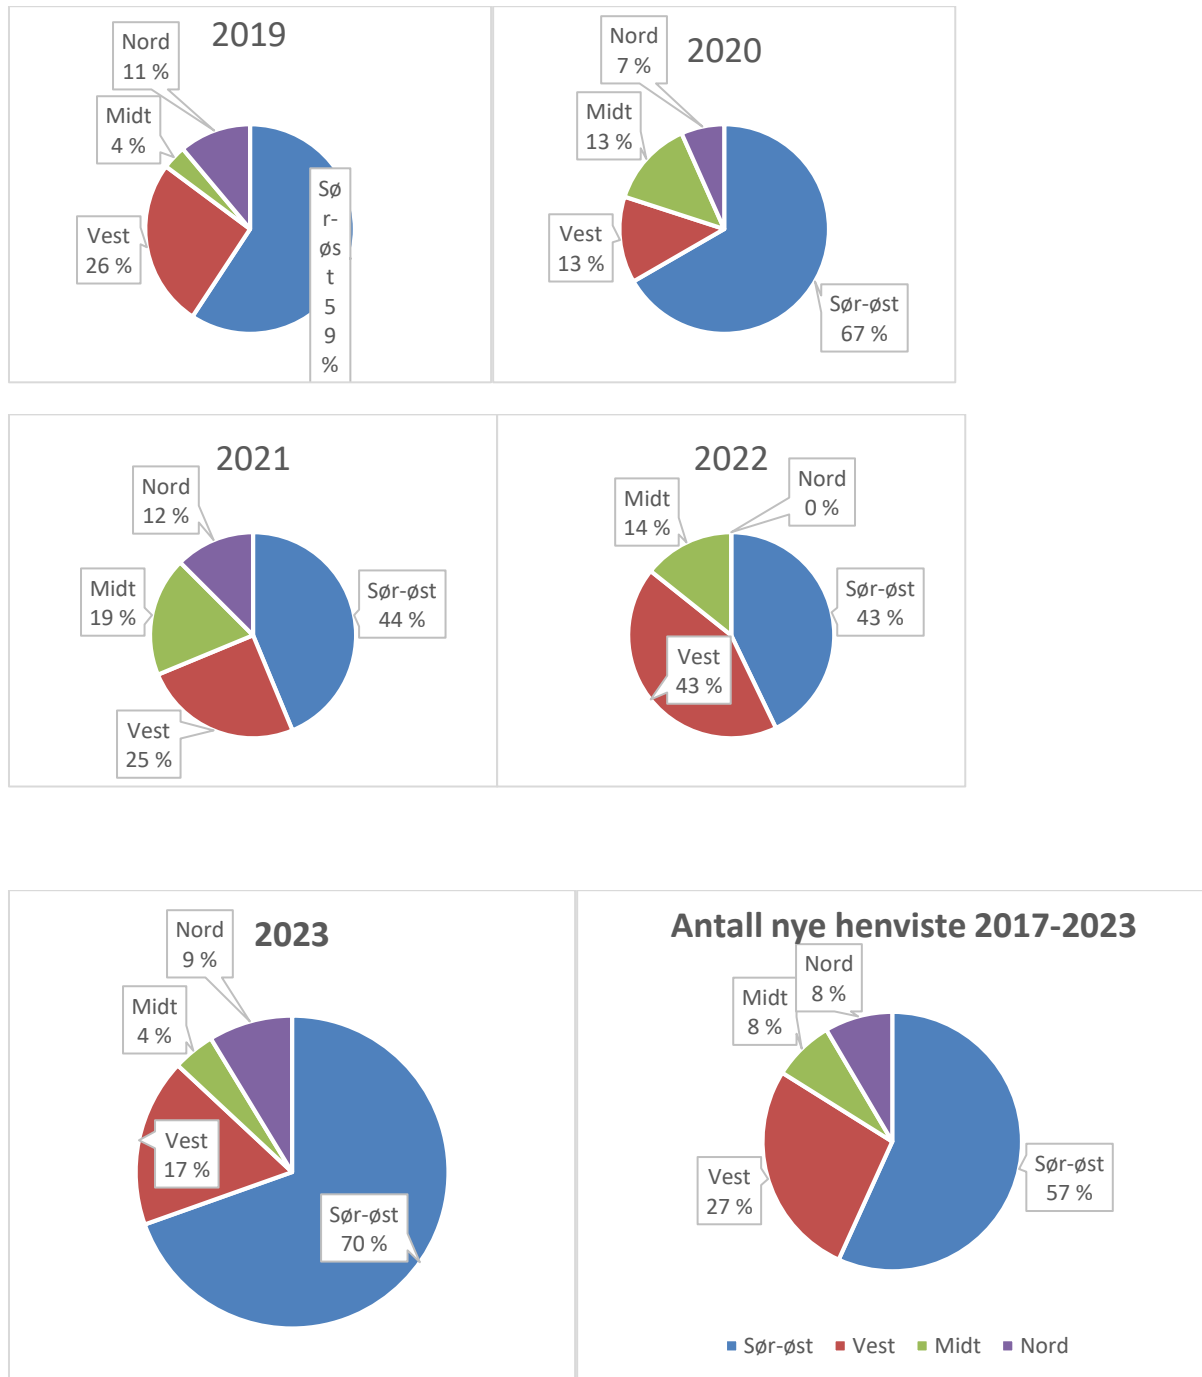 2019
Nord
11 %
Midt
4 %
Vest
26 %
Sø
r-
øs
t
5
9
%
2020
Nord
7 %
Midt
13 %
Vest
13 %
Sør-øst
67 %
2021
Nord
12 %
Midt
19 %
Vest
25 %
Sør-øst
44 %
2022
Nord
0 %
Midt
14 %
Vest
43 %
Sør-øst
43 %
2023
Nord
9 %
Midt
4 %
Vest
17 %
Sør-øst
70 %
Antall nye henviste 2017-2023
Nord
8 %
Midt
8 %
Vest
27 %
Sør-øst
57 %
Sør-øst Vest Midt Nord